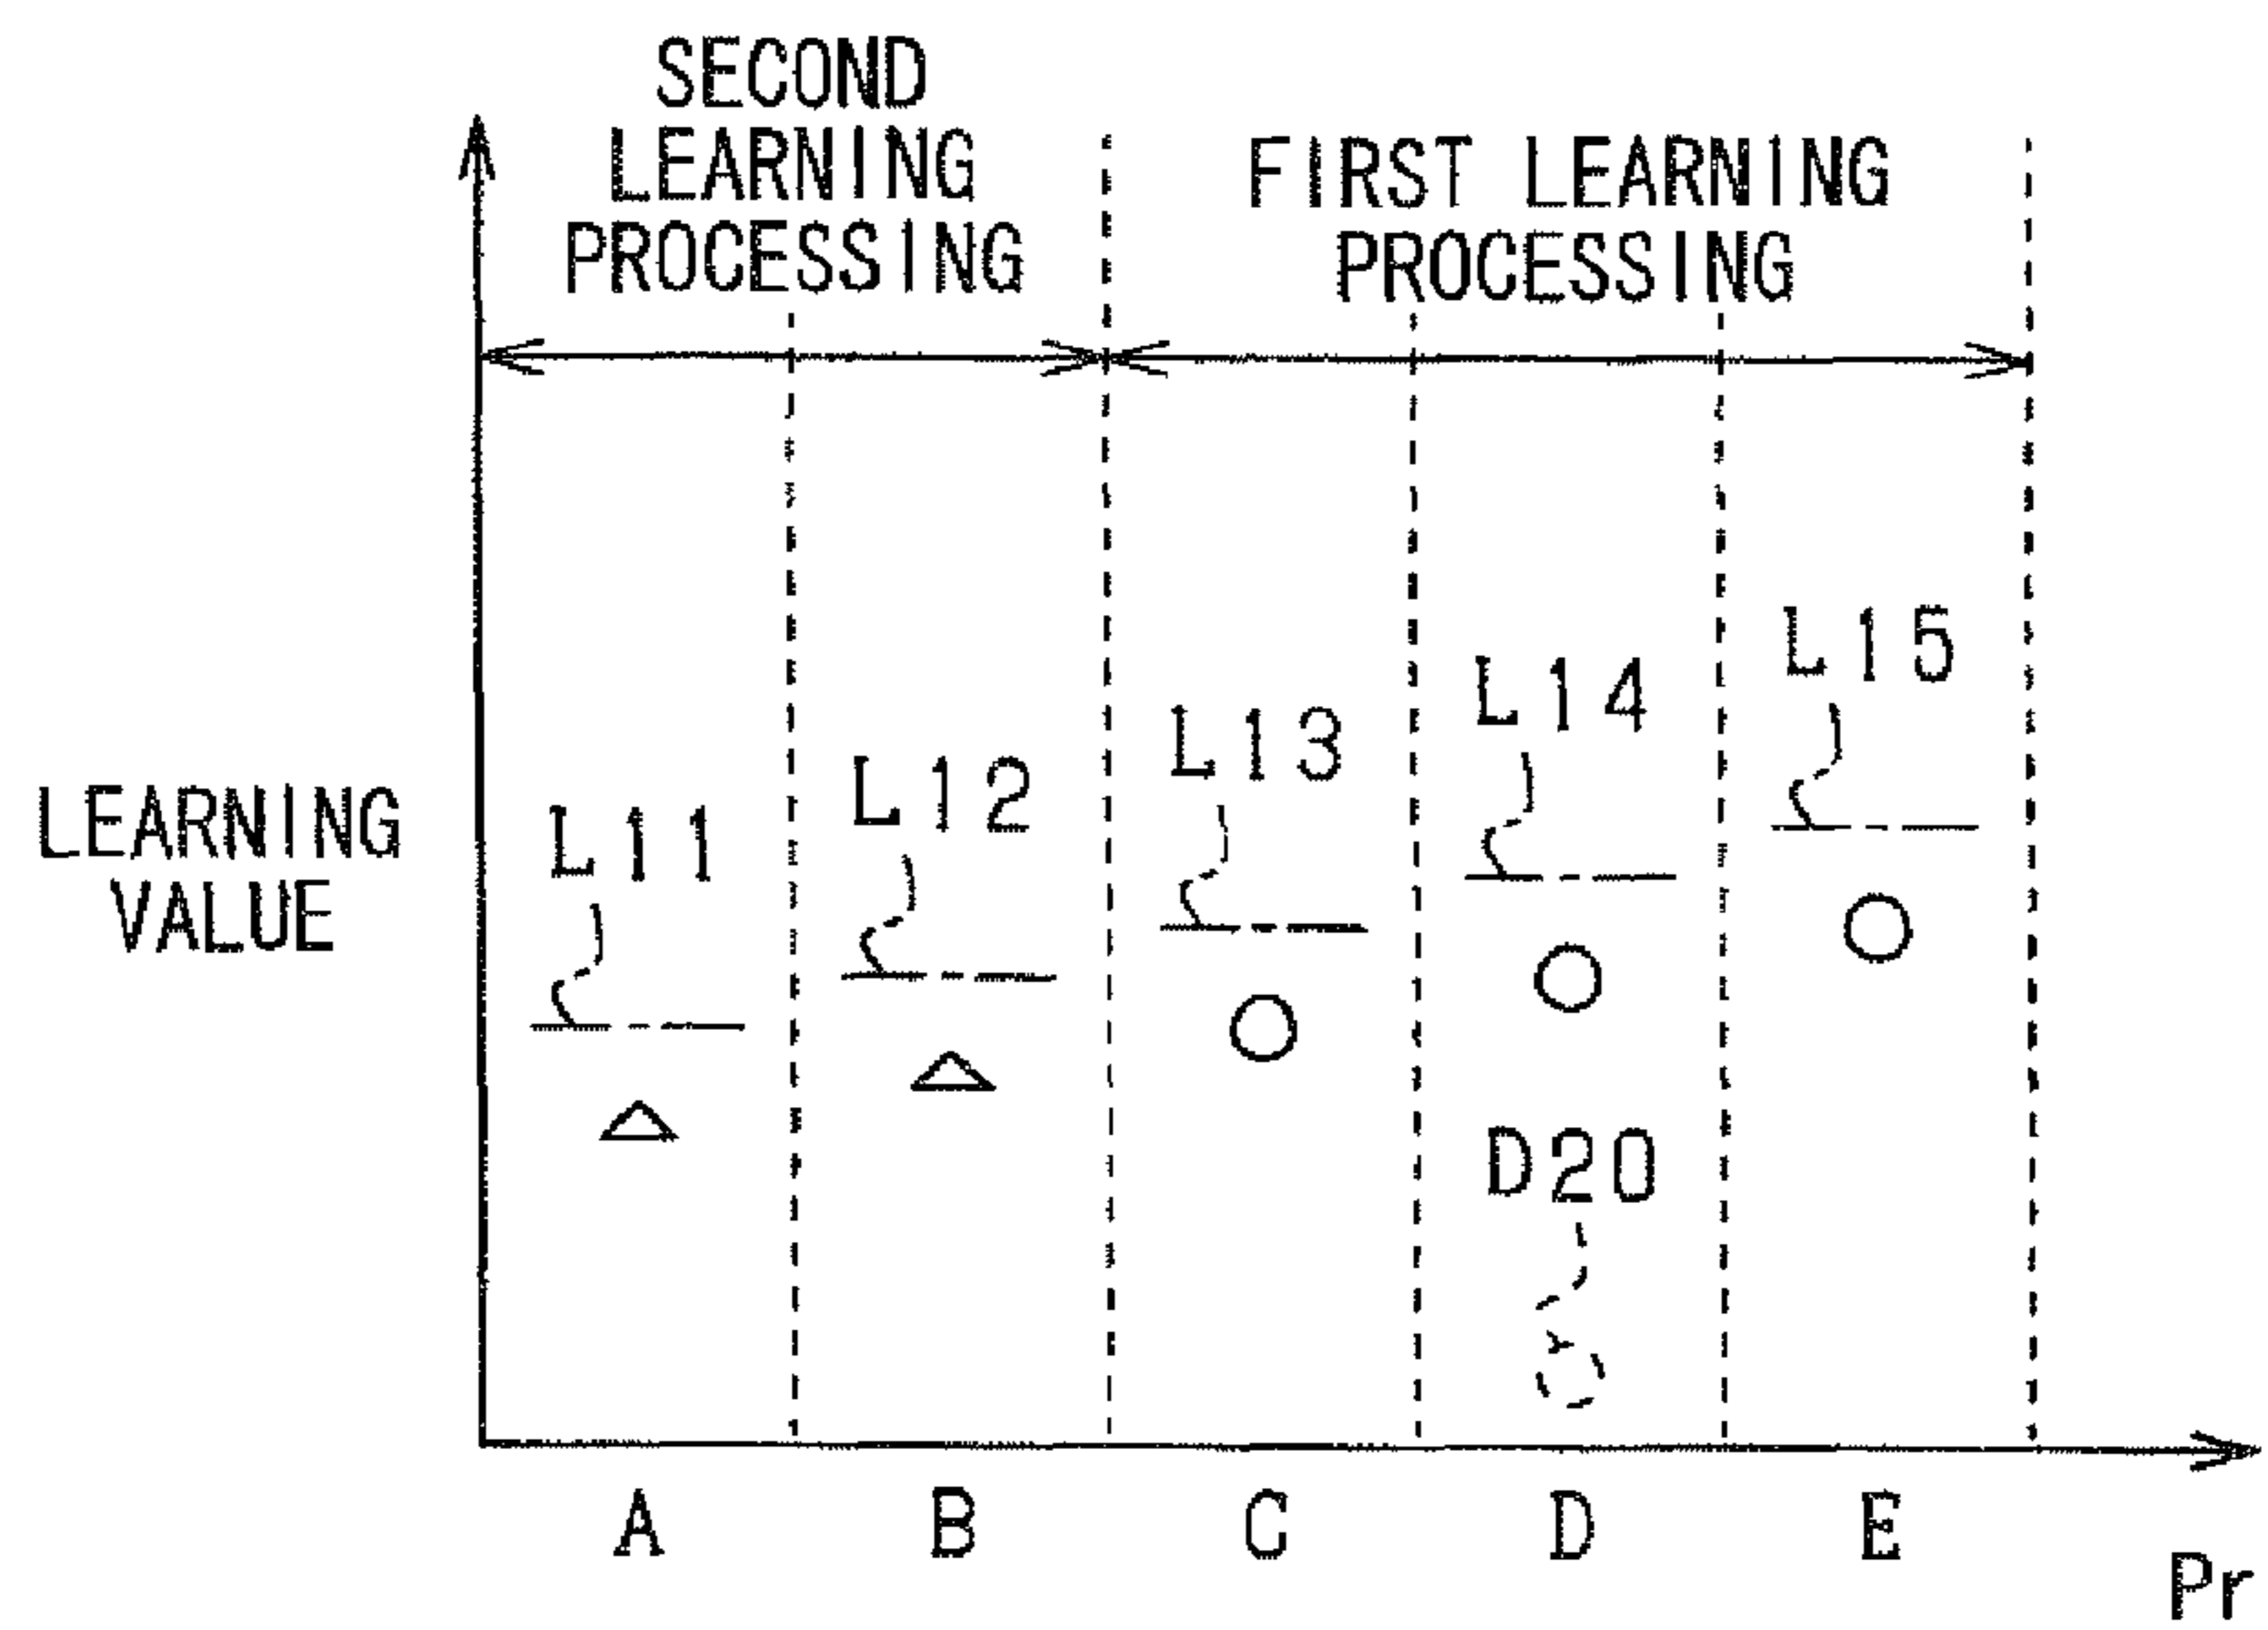 SECOND
LEARNING
PROCESSING
FIRST LEARNING
PROCESSING
LEARNING
VALUE
L11
L12
L13
L14
L15
D20
A
B
C
D
E
Pr